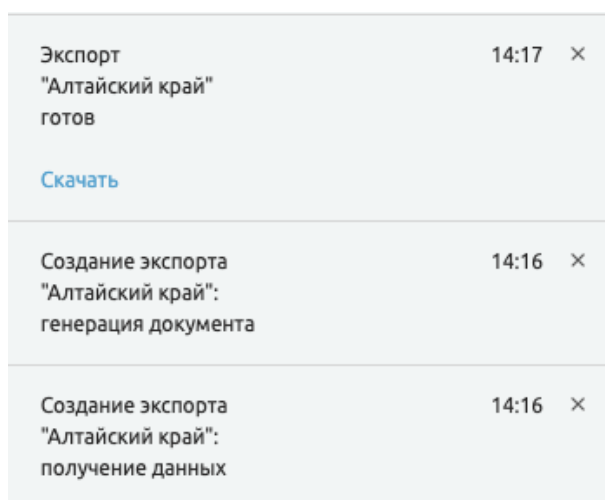 Экспорт 14:17 ×
"Алтайский край"
готов
Скачать
Создание экспорта 14:16 ×
"Алтайский край":
генерация документа
Создание экспорта 14:16 ×
"Алтайский край":
получение данных